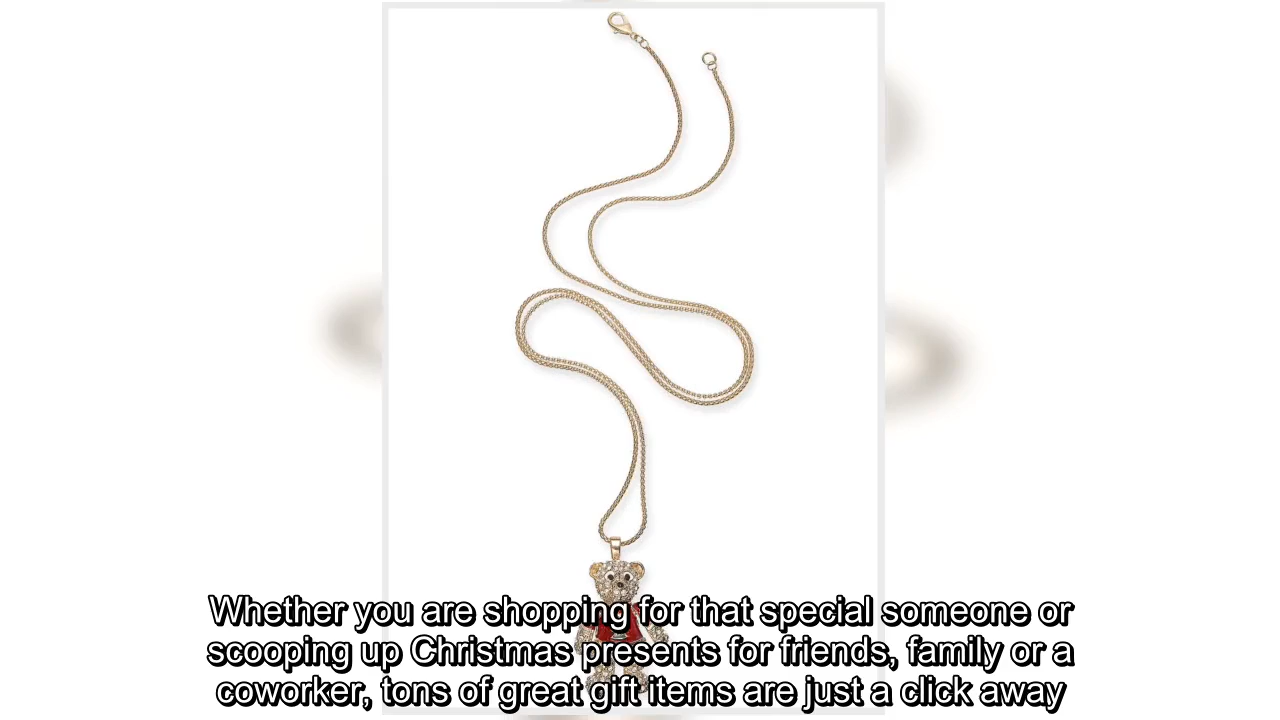 Whether you are shopping for that special someone or
scooping up Christmas presents for friends, family or a
coworker, tons of great gift items are just a click away